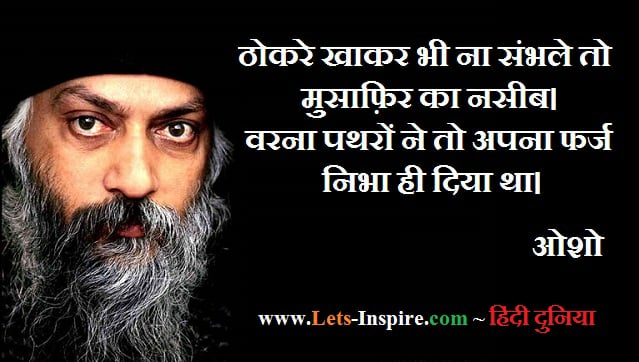 ठोकरे खाकर भी ना संभले तो
मुसाफ़िर का नसीब।
वरना पथरों ने तो अपना फर्ज
निभा ही दिया था।
ओशो
www.Lets-Inspire.com ~ हिंदी दुनिया